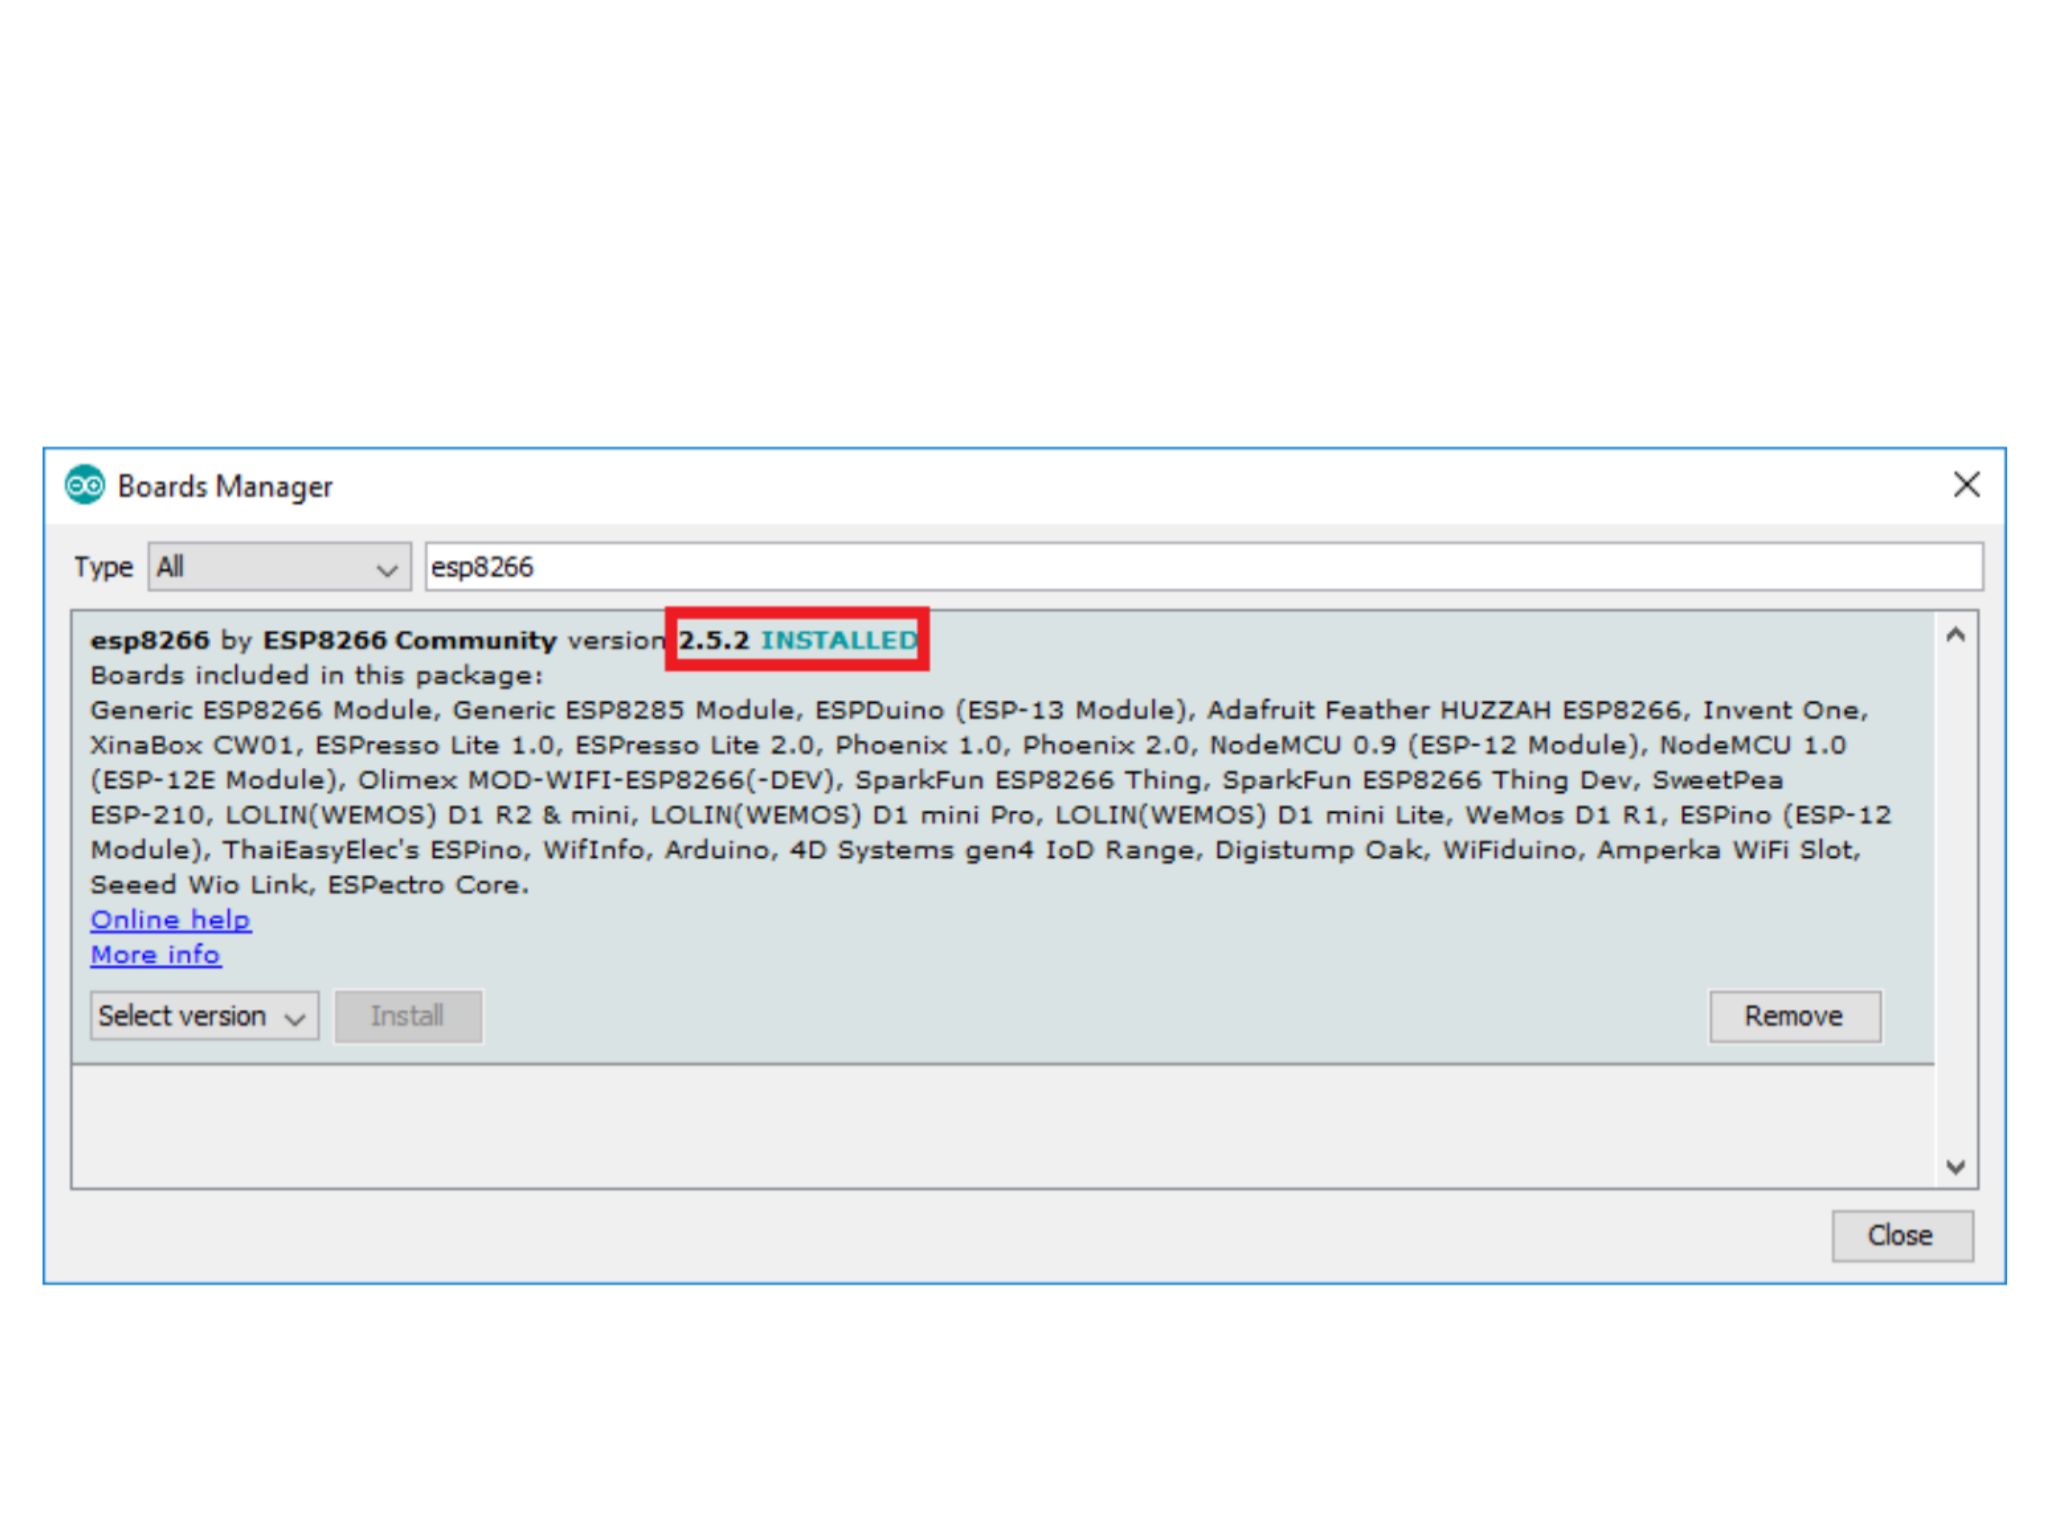 Boards Manager
Type All esp8266
esp8266 by ESP8266 Community version 2.5.2 INSTALLED
Boards included in this package:
Generic ESP8266 Module, Generic ESP8285 Module, ESPDuino (ESP-13 Module), Adafruit Feather HUZZAH ESP8266, Invent One,
XinaBox CW01, ESPresso Lite 1.0, ESPresso Lite 2.0, Phoenix 1.0, Phoenix 2.0, NodeMCU 0.9 (ESP-12 Module), NodeMCU 1.0
(ESP-12E Module), Olimex MOD-WIFI-ESP8266(-DEV), SparkFun ESP8266 Thing, SparkFun ESP8266 Thing Dev, SweetPea
ESP-210, LOLIN(WEMOS) D1 R2 & mini, LOLIN(WEMOS) D1 mini Pro, LOLIN(WEMOS) D1 mini Lite, WeMos D1 R1, ESPino (ESP-12
Module), ThaiEasyElec's ESPino, WifInfo, Arduino, 4D Systems gen4 IoD Range, Digistump Oak, WiFiduino, Amperka WiFi Slot,
Seeed Wio Link, ESPectro Core.
Online help
More info
Select version Install Remove
Close